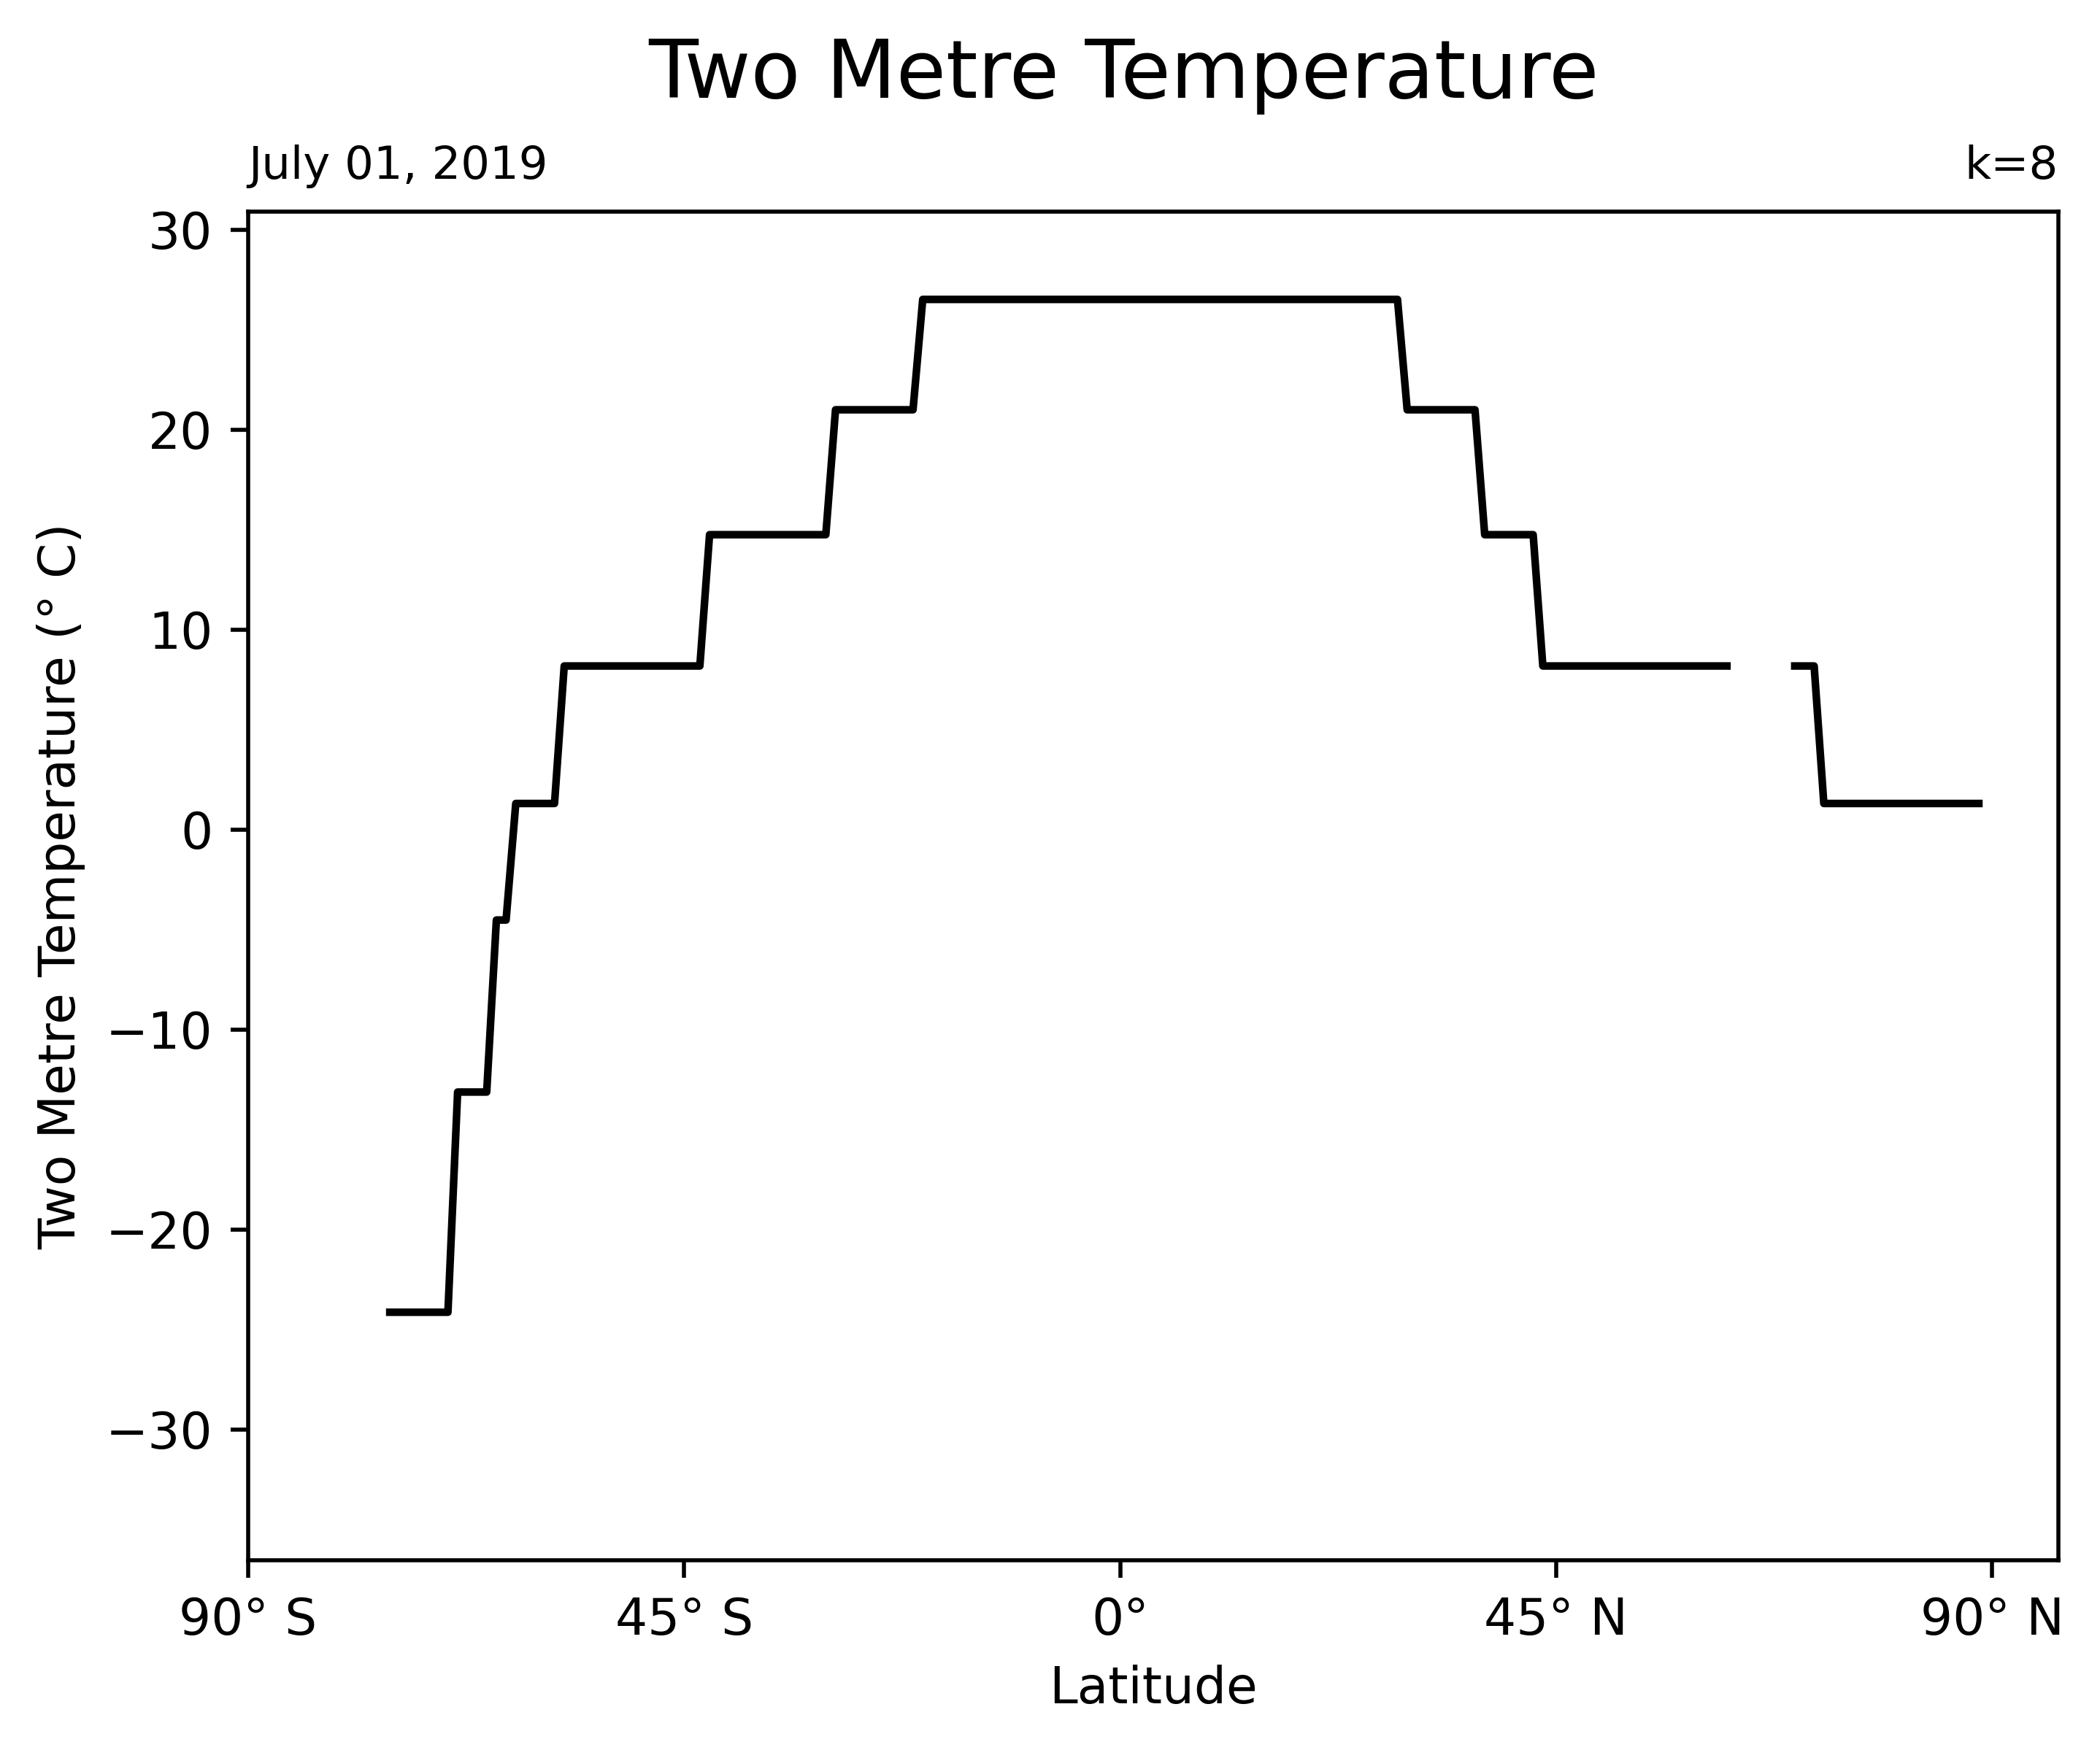 Two Metre Temperature
July 01, 2019
k=8
30
20
10
0
−10
−20
−30
Two Metre Temperature (° C)
90° S
45° S
0°
45° N
90° N
Latitude